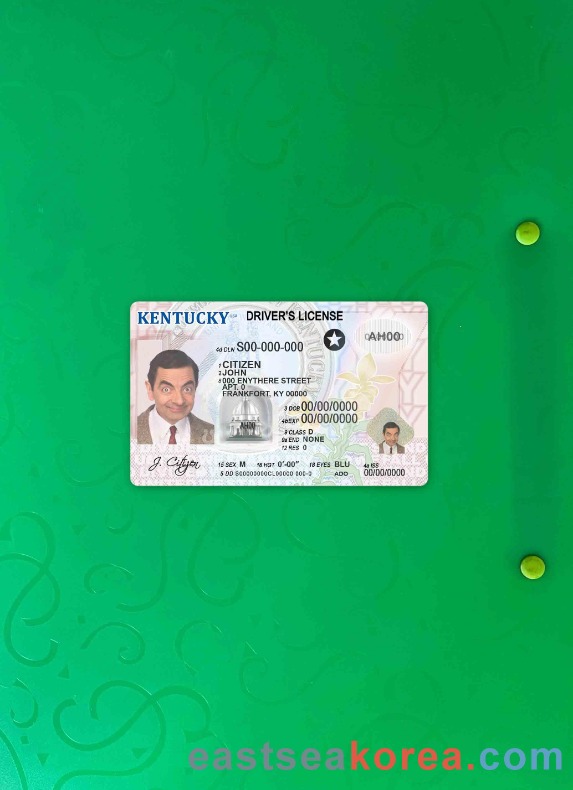 KENTUCKY USA DRIVER'S LICENSE
AH00
4d DLN S00-000-000
1 CITIZEN
2 JOHN
8 000 ENYTHERE STREET
APT. 0
FRANKFORT, KY 00000
3 DOB 00/00/0000
4b EXP 00/00/0000
AH00
9 CLASS D
9a END NONE
12 RES 0
J. Citizen
15 SEX M 16 HGT 0'-00" 18 EYES BLU 4a ISS
5 DD S00000000CL00000 000-0 ADO 00/00/0000
eastseakorea.com